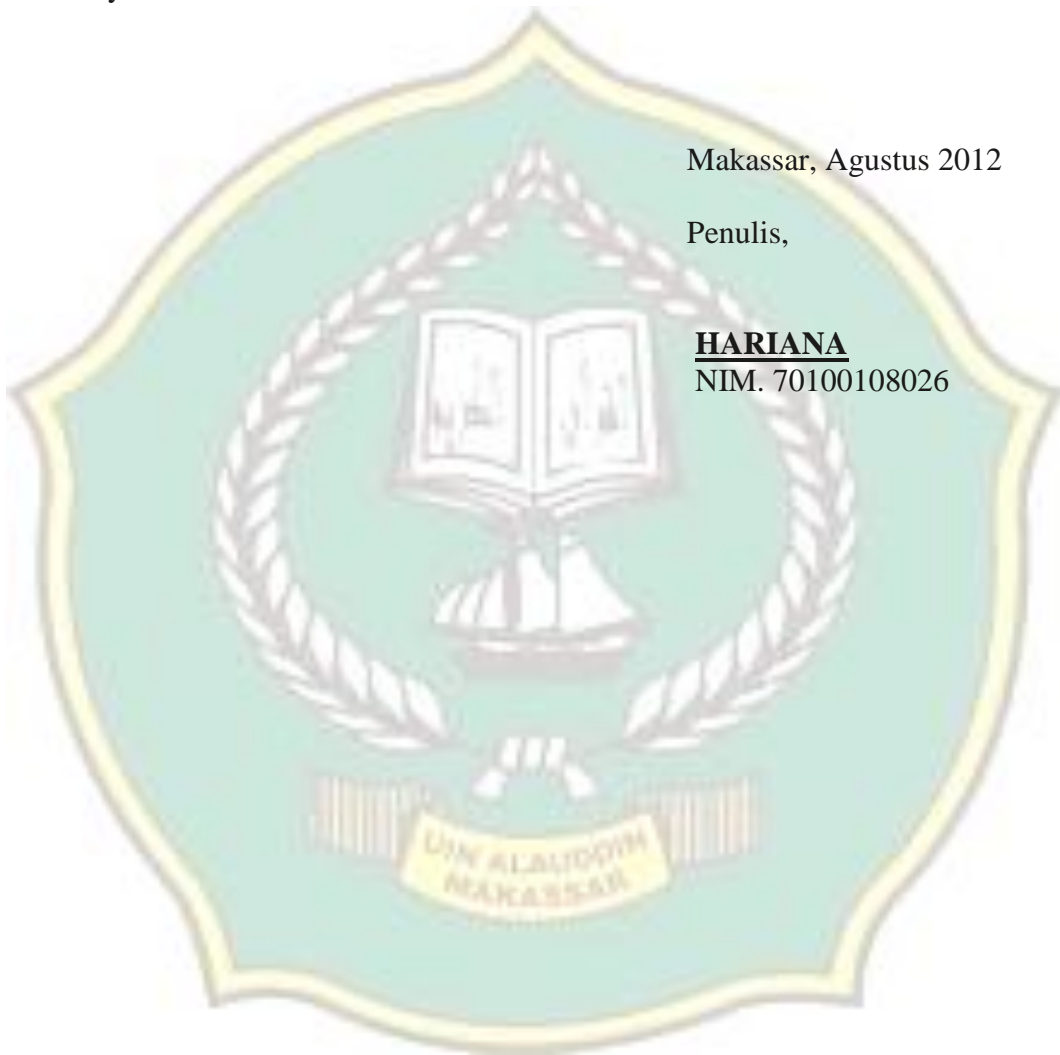 Makassar, Agustus 2012
Penulis,
HARIANA
NIM. 70100108026
UIN ALAUDDIN
MAKASSAR